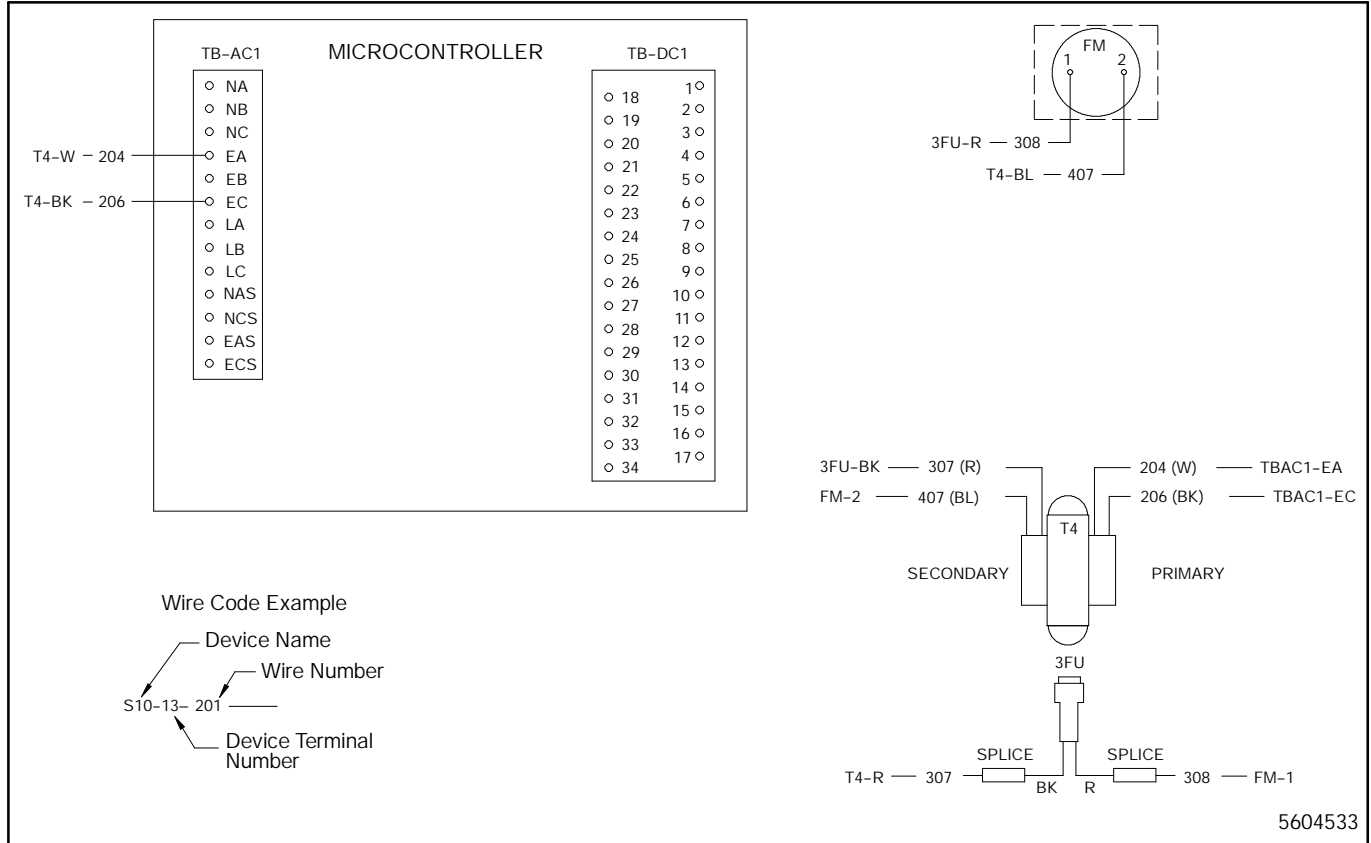 MICROCONTROLLER
TB-AC1
NA
NB
NC
EA
EB
EC
LA
LB
LC
NAS
NCS
EAS
ECS
T4-W - 204
T4-BK - 206
TB-DC1
18
19
20
21
22
23
24
25
26
27
28
29
30
31
32
33
34
1
2
3
4
5
6
7
8
9
10
11
12
13
14
15
16
17
FM
1 2
3FU-R — 308
T4-BL — 407
3FU-BK — 307 (R)
FM-2 — 407 (BL)
204 (W) — TBAC1-EA
206 (BK) — TBAC1-EC
T4
SECONDARY
PRIMARY
3FU
SPLICE SPLICE
T4-R — 307
BK R
308 — FM-1
Wire Code Example
Device Name
Wire Number
S10-13- 201
Device Terminal
Number
5604533